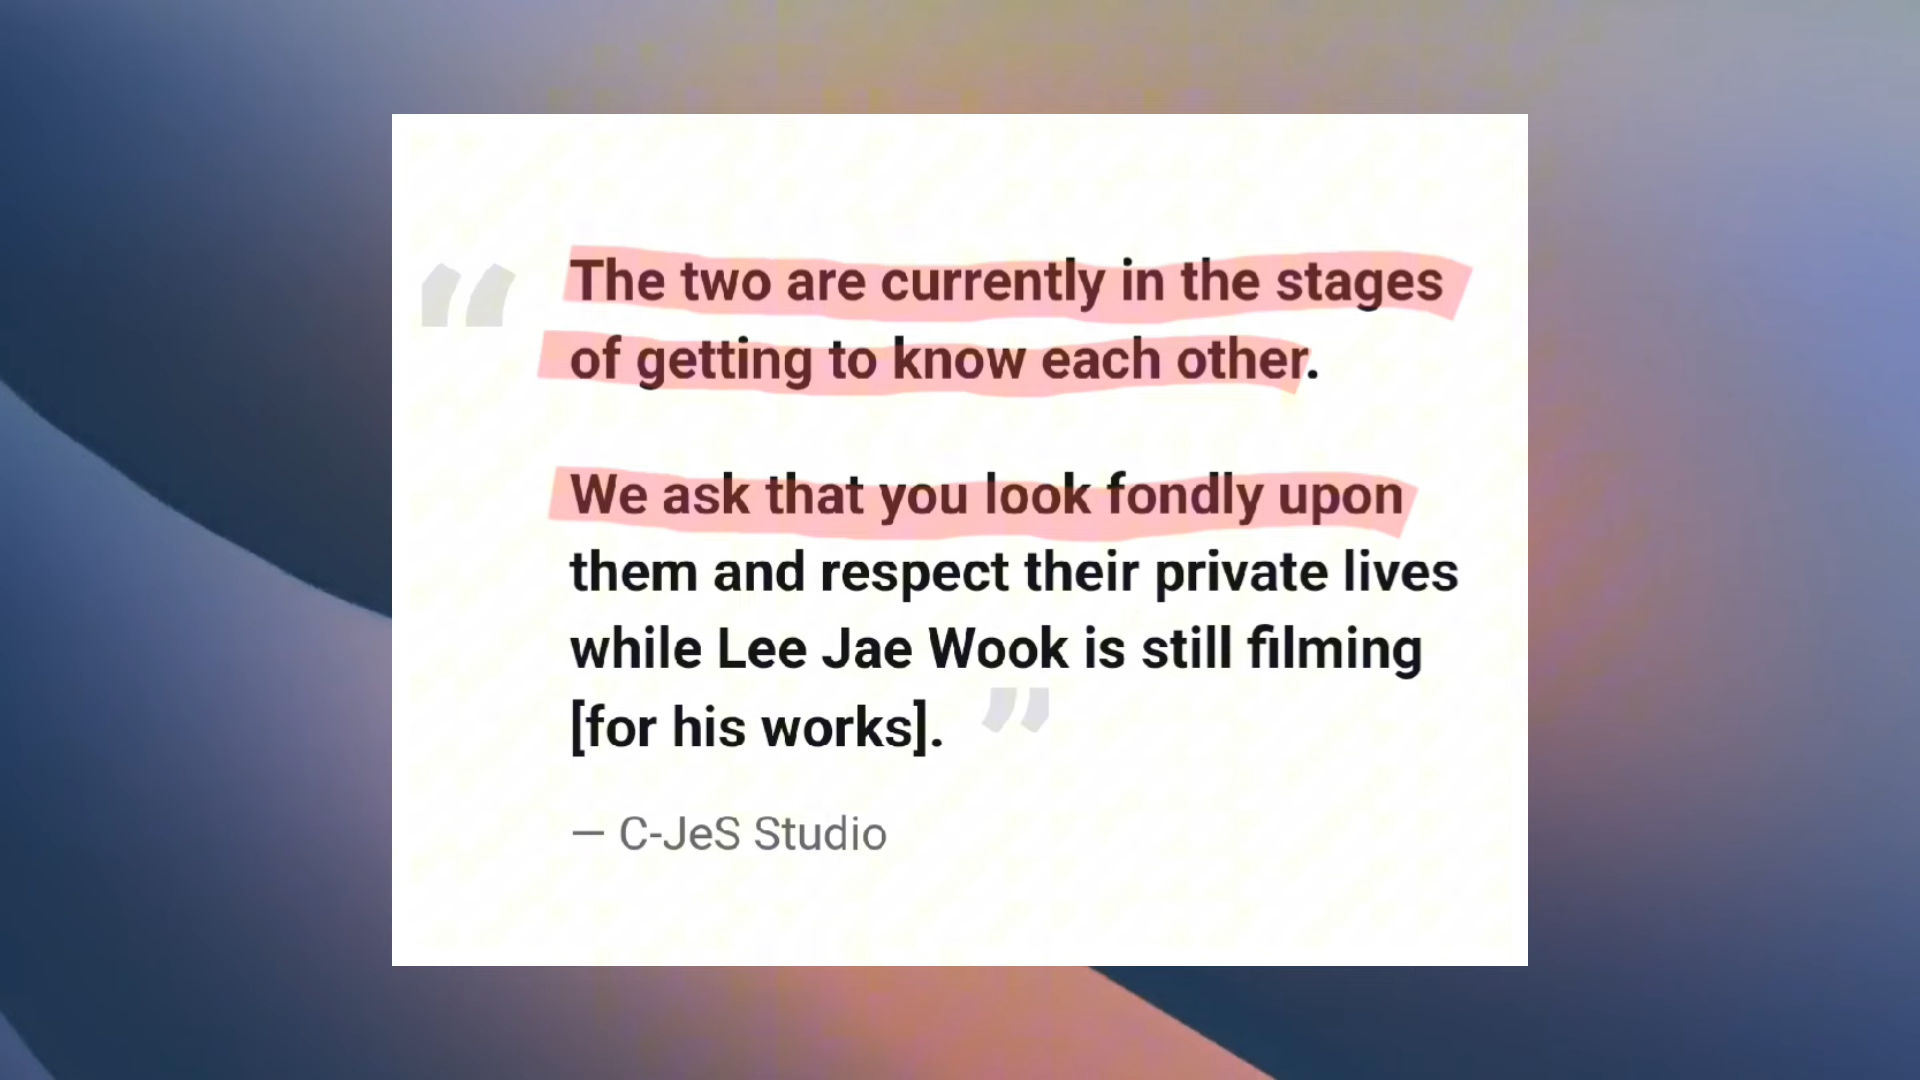 “
The two are currently in the stages
of getting to know each other.
We ask that you look fondly upon
them and respect their private lives
while Lee Jae Wook is still filming
[for his works]. ”
— C-JeS Studio